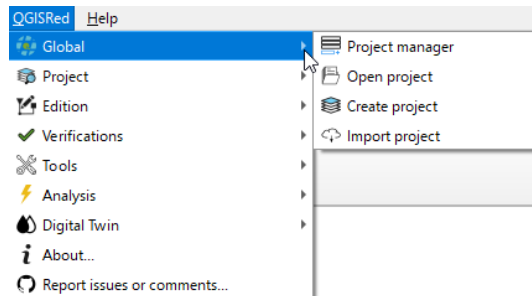 QGISRed Help
Global
Project
Edition
Verifications
Tools
Analysis
Digital Twin
About...
Report issues or comments...
Project manager
Open project
Create project
Import project